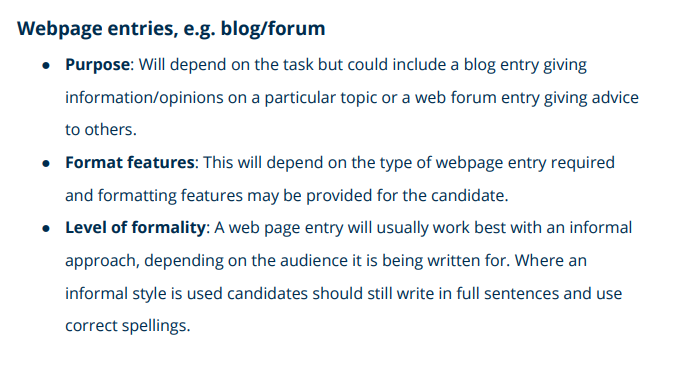 Webpage entries, e.g. blog/forum
● Purpose: Will depend on the task but could include a blog entry giving
information/opinions on a particular topic or a web forum entry giving advice
to others.
● Format features: This will depend on the type of webpage entry required
and formatting features may be provided for the candidate.
● Level of formality: A web page entry will usually work best with an informal
approach, depending on the audience it is being written for. Where an
informal style is used candidates should still write in full sentences and use
correct spellings.